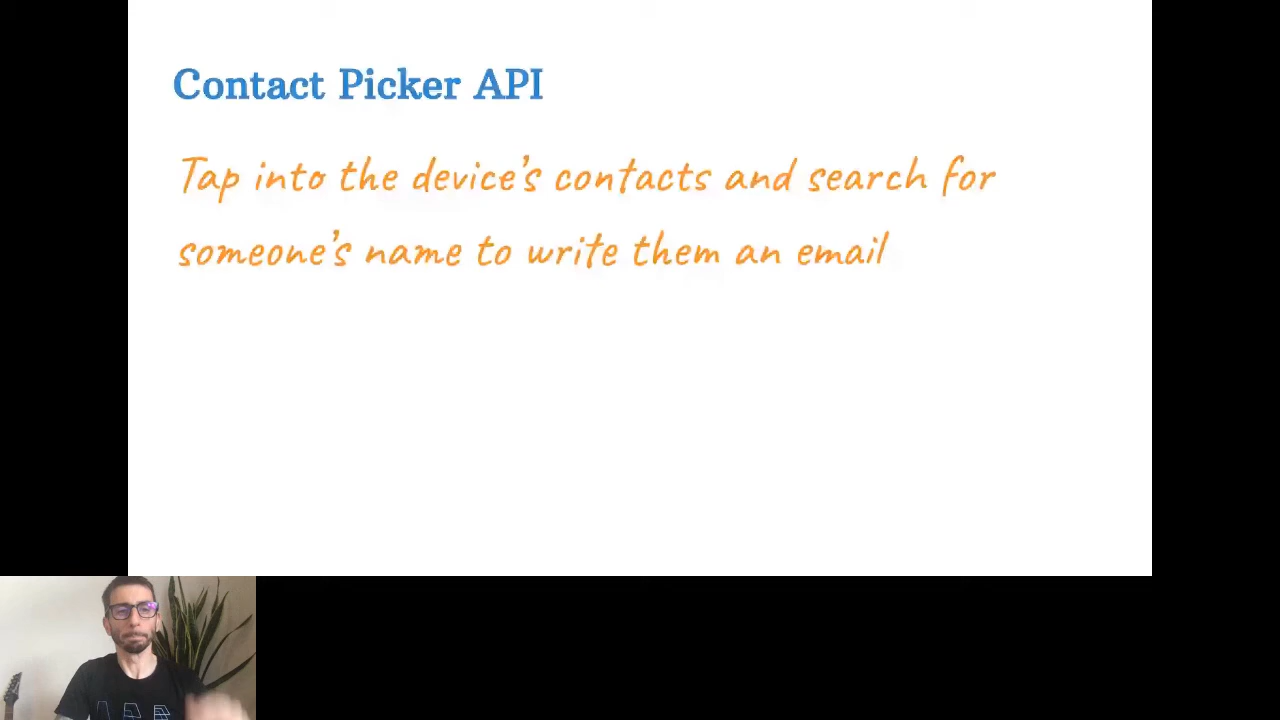 Contact Picker API
Tap into the device’s contacts and search for
someone’s name to write them an email